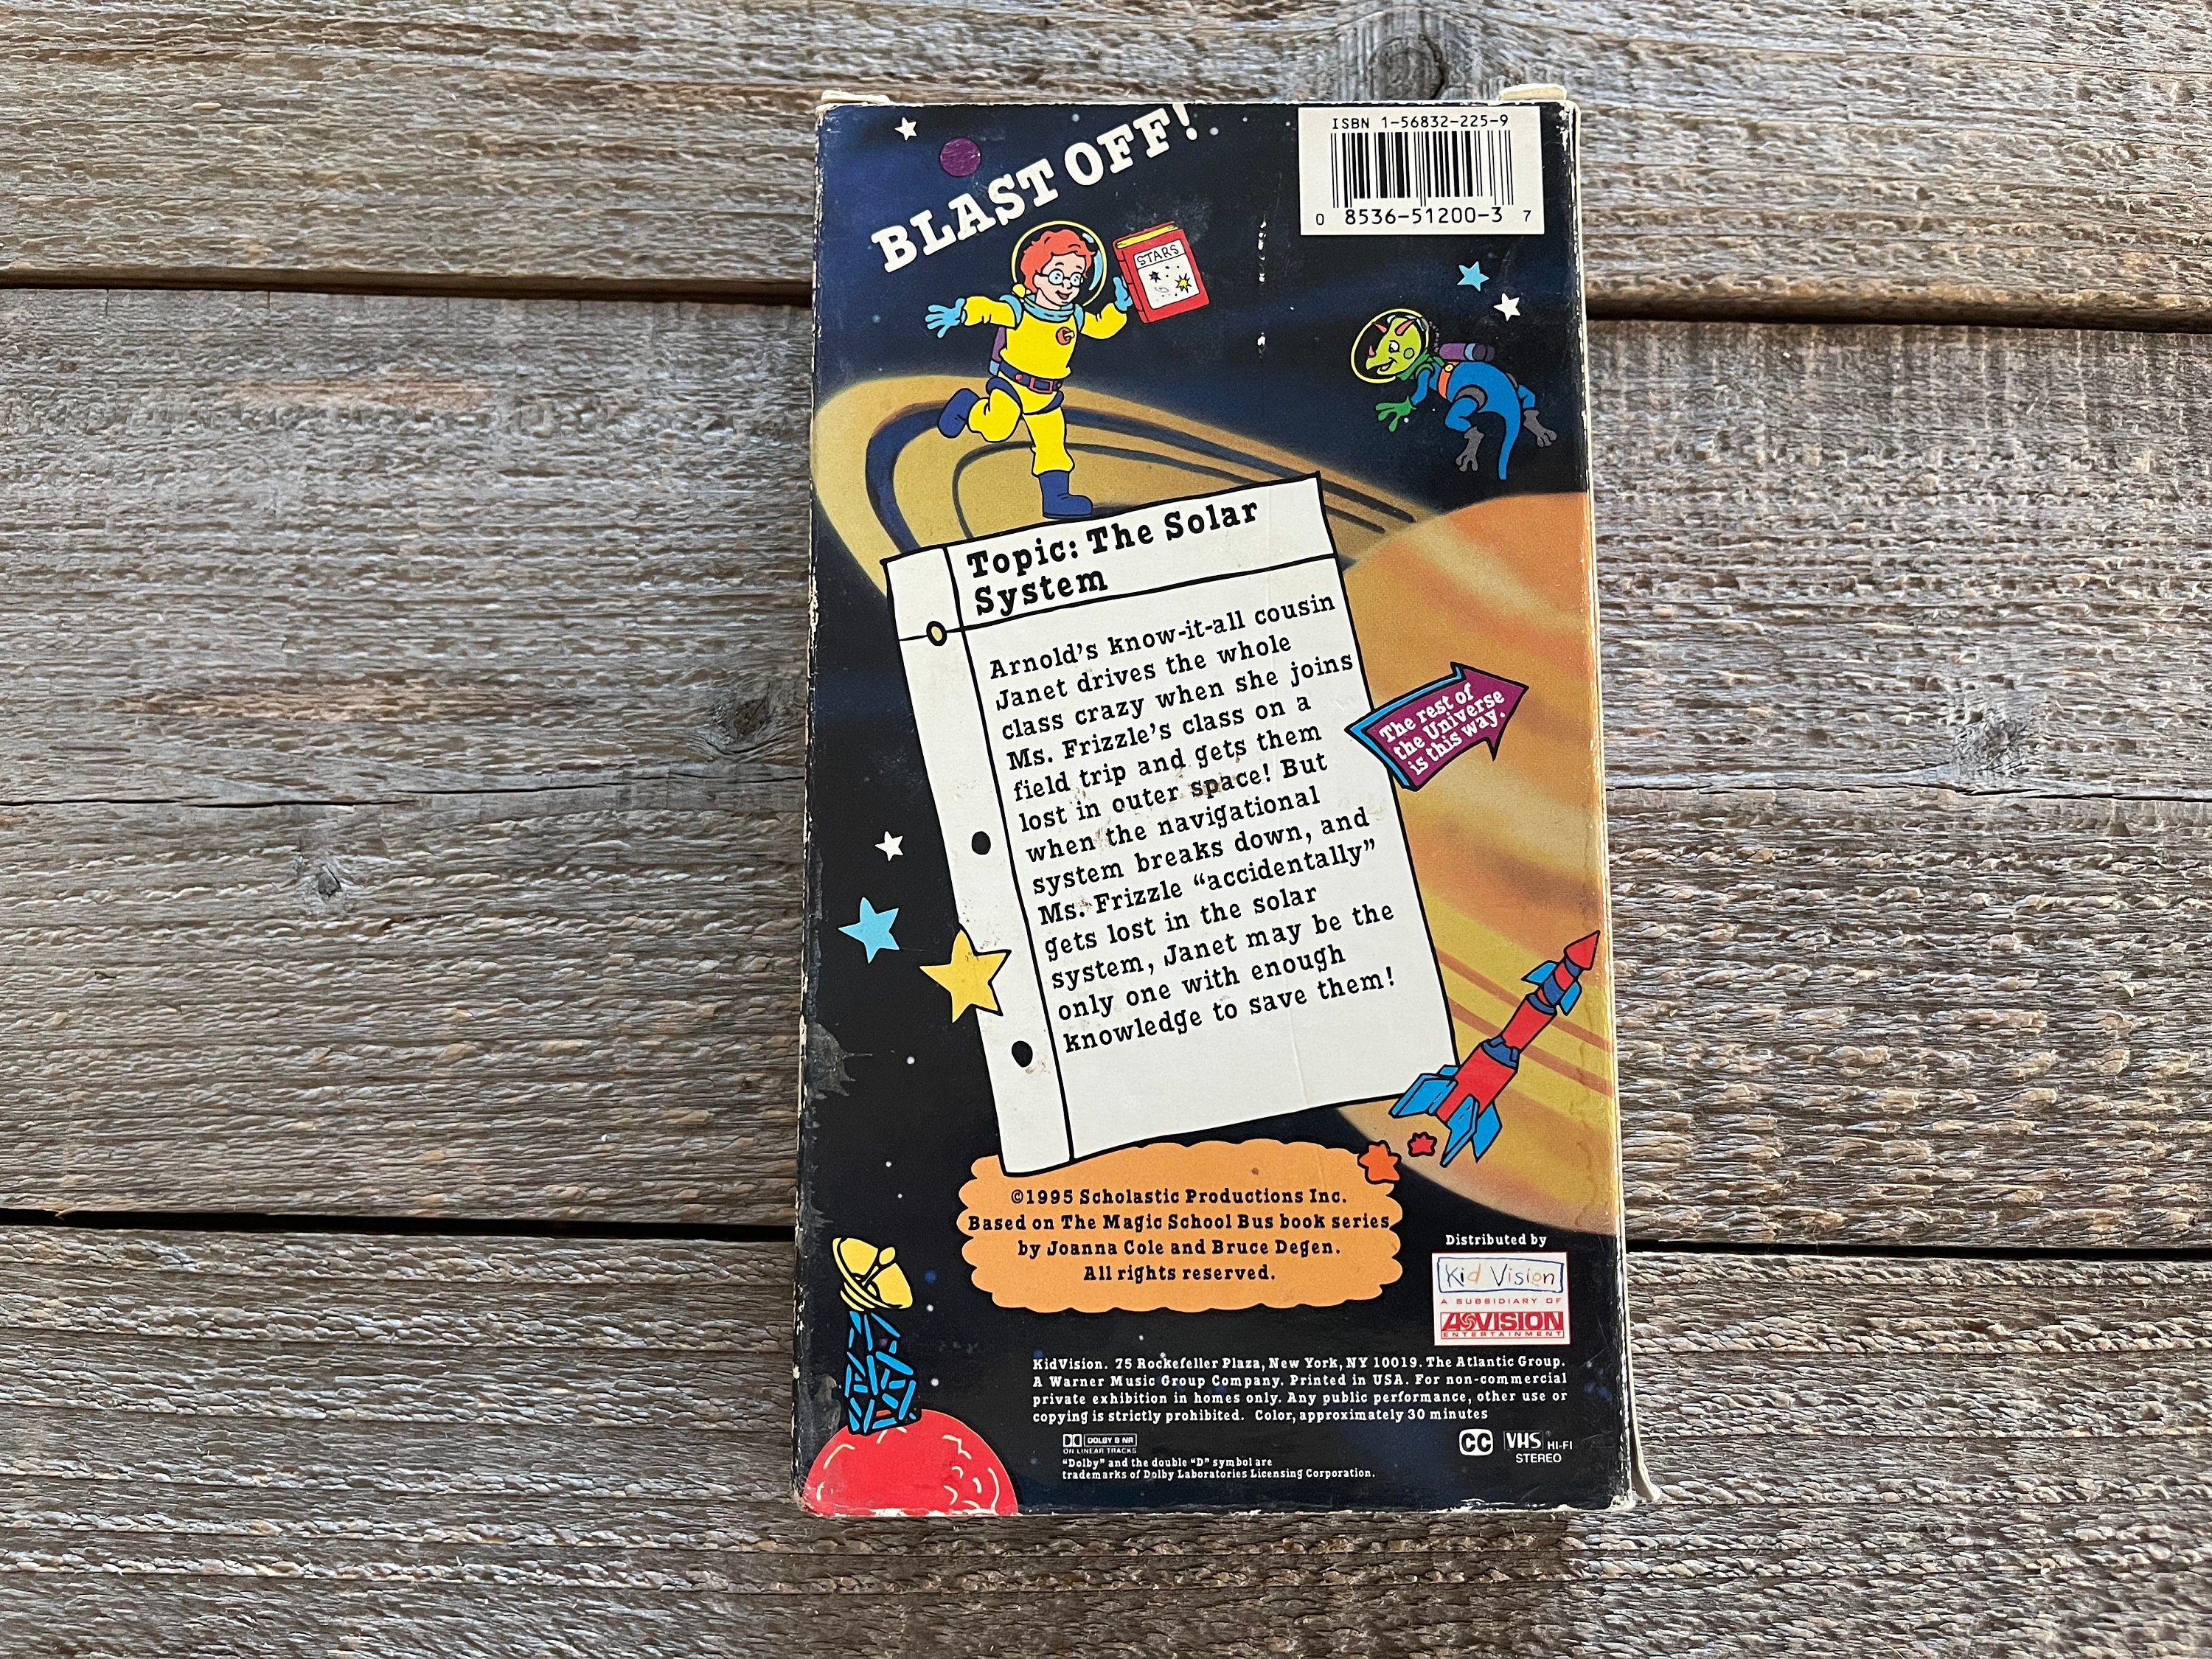 BLAST OFF!
ISBN 1-56832-225-9
0 8536-51200-3 7
STARS
Topic: The Solar
System
Arnold's know-it-all cousin
Janet drives the whole
class crazy when she joins
Ms. Frizzle's class on a
field trip and gets them
lost in outer space! But
when the navigational
system breaks down, and
Ms. Frizzle “accidentally”
gets lost in the solar
system, Janet may be the
only one with enough
knowledge to save them!
The rest of
the Universe
is this way.
©1995 Scholastic Productions Inc.
Based on The Magic School Bus book series
by Joanna Cole and Bruce Degen.
All rights reserved.
Distributed by
Kid Vision
A SUBSIDIARY OF
A*VISION
ENTERTAINMENT
KidVision. 75 Rockefeller Plaza, New York, NY 10019. The Atlantic Group.
A Warner Music Group Company. Printed in USA. For non-commercial
private exhibition in homes only. Any public performance, other use or
copying is strictly prohibited. Color, approximately 30 minutes
DOLBY B NR
ON LINEAR TRACKS
“Dolby” and the double “D” symbol are
trademarks of Dolby Laboratories Licensing Corporation.
CC VHS HI-FI
STEREO